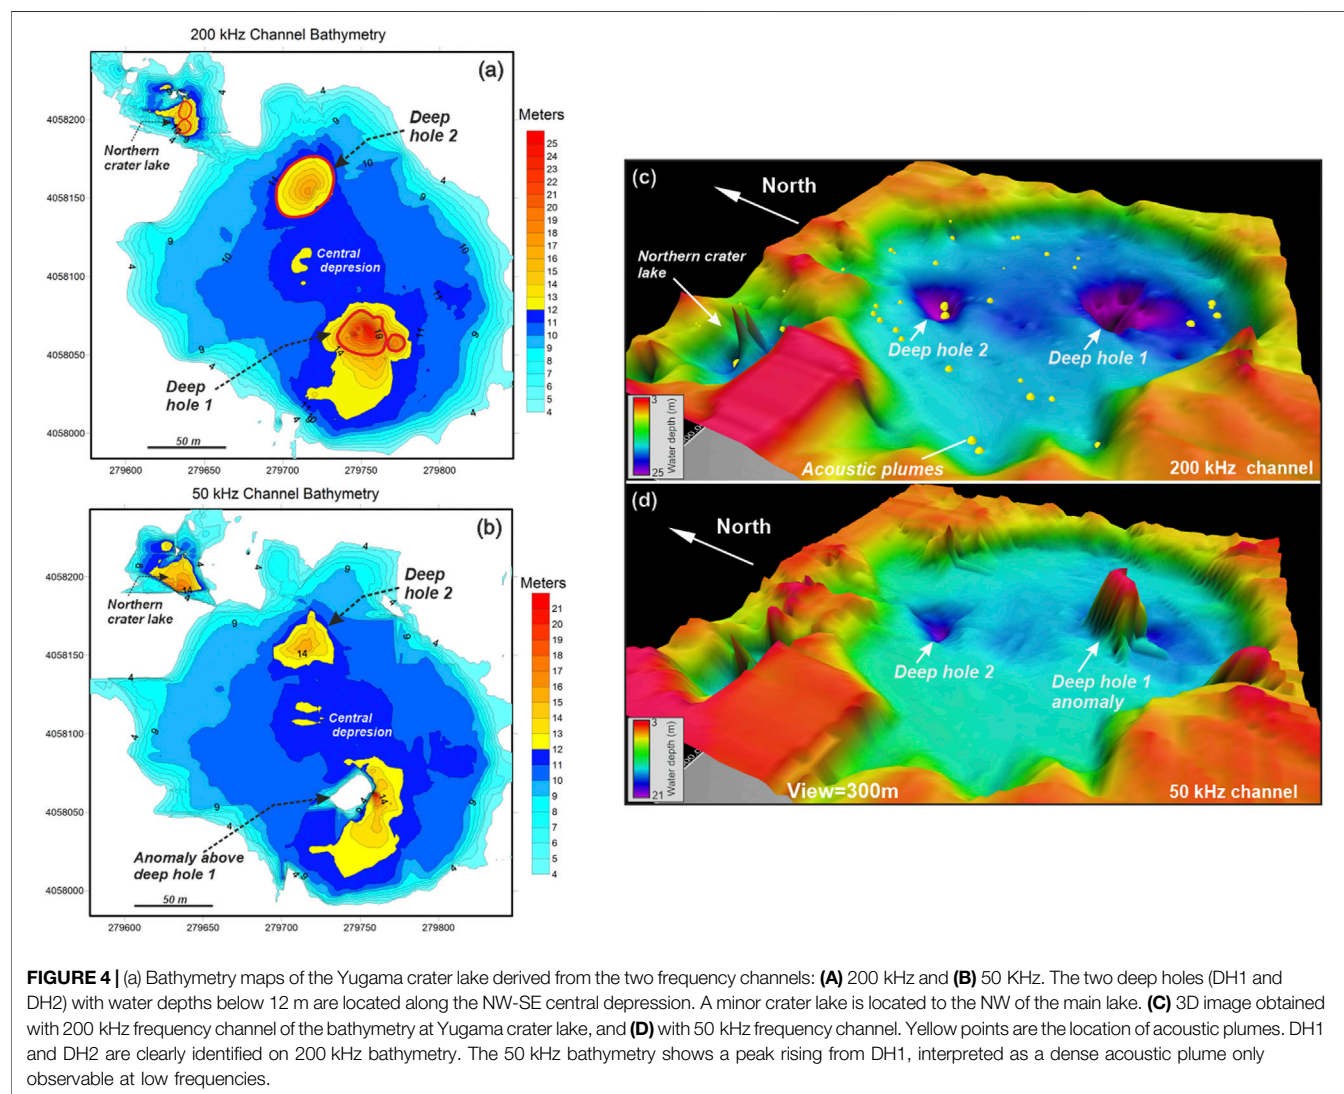 200 kHz Channel Bathymetry
(a)
4058200
4058150
4058100
4058050
4058000
279600
279650
279700
279750
279800
Northern
crater lake
Deep
hole 2
Central
depresion
Deep
hole 1
50 m
4
9
10
11
Meters
25
24
23
22
21
20
19
18
17
16
15
14
13
12
11
10
9
8
7
6
5
4
50 kHz Channel Bathymetry
(b)
4058200
4058150
4058100
4058050
4058000
279600
279650
279700
279750
279800
Northern
crater lake
Deep
hole 2
14
Central
depresion
Anomaly above
deep hole 1
50 m
Meters
21
20
19
18
17
16
15
14
13
12
11
10
9
8
7
6
5
4
(c)
North
Northern crater
lake
Deep hole 2
Deep hole 1
Acoustic plumes
3
Water depth (m)
25
200 kHz channel
(d)
North
Deep hole 2
Deep hole 1
anomaly
3
Water depth (m)
21
View=300m
50 kHz channel
FIGURE 4 | (a) Bathymetry maps of the Yugama crater lake derived from the two frequency channels: (A) 200 kHz and (B) 50 KHz. The two deep holes (DH1 and
DH2) with water depths below 12 m are located along the NW-SE central depression. A minor crater lake is located to the NW of the main lake. (C) 3D image obtained
with 200 kHz frequency channel of the bathymetry at Yugama crater lake, and (D) with 50 kHz frequency channel. Yellow points are the location of acoustic plumes. DH1
and DH2 are clearly identified on 200 kHz bathymetry. The 50 kHz bathymetry shows a peak rising from DH1, interpreted as a dense acoustic plume only
observable at low frequencies.